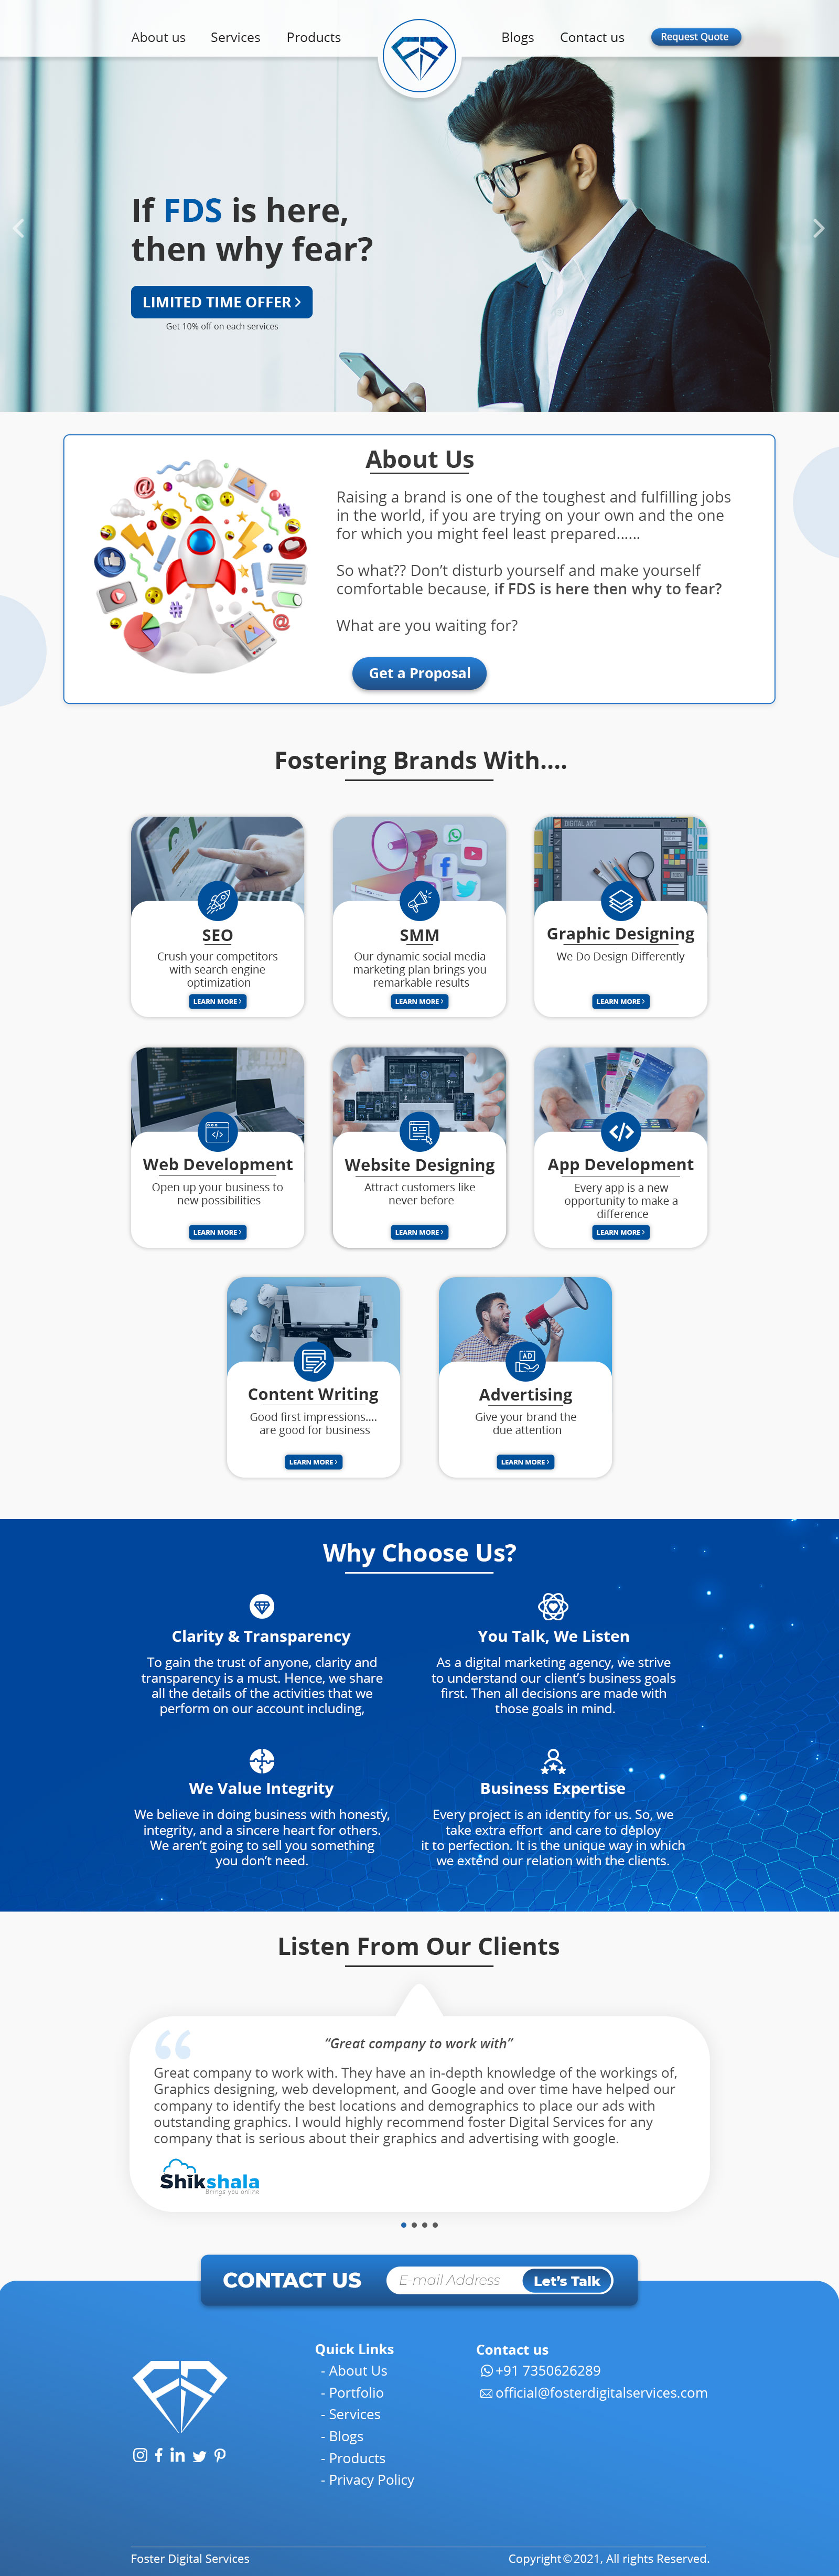 About us
Services
Products
Blogs
Contact us
Request Quote
If FDS is here,
then why fear?
LIMITED TIME OFFER >
Get 10% off on each services
About Us
Raising a brand is one of the toughest and fulfilling jobs
in the world, if you are trying on your own and the one
for which you might feel least prepared......
So what?? Don’t disturb yourself and make yourself
comfortable because, if FDS is here then why to fear?
What are you waiting for?
Get a Proposal
Fostering Brands With....
DIGITAL ART
SEO
Crush your competitors
with search engine
optimization
LEARN MORE >
SMM
Our dynamic social media
marketing plan brings you
remarkable results
LEARN MORE >
Graphic Designing
We Do Design Differently
LEARN MORE >
Web Development
Open up your business to
new possibilities
LEARN MORE >
Website Designing
Attract customers like
never before
LEARN MORE >
App Development
Every app is a new
opportunity to make a
difference
LEARN MORE >
Content Writing
Good first impressions....
are good for business
LEARN MORE >
AD
Advertising
Give your brand the
due attention
LEARN MORE >
Why Choose Us?
Clarity & Transparency
To gain the trust of anyone, clarity and
transparency is a must. Hence, we share
all the details of the activities that we
perform on our account including,
You Talk, We Listen
As a digital marketing agency, we strive
to understand our client’s business goals
first. Then all decisions are made with
those goals in mind.
We Value Integrity
We believe in doing business with honesty,
integrity, and a sincere heart for others.
We aren’t going to sell you something
you don’t need.
Business Expertise
Every project is an identity for us. So, we
take extra effort and care to deploy
it to perfection. It is the unique way in which
we extend our relation with the clients.
Listen From Our Clients
“Great company to work with”
Great company to work with. They have an in-depth knowledge of the workings of,
Graphics designing, web development, and Google and over time have helped our
company to identify the best locations and demographics to place our ads with
outstanding graphics. I would highly recommend foster Digital Services for any
company that is serious about their graphics and advertising with google.
Shikshala
Brings you online
CONTACT US
E-mail Address
Let’s Talk
Quick Links
- About Us
- Portfolio
- Services
- Blogs
- Products
- Privacy Policy
Contact us
+91 7350626289
official@fosterdigitalservices.com
Foster Digital Services
Copyright©2021, All rights Reserved.